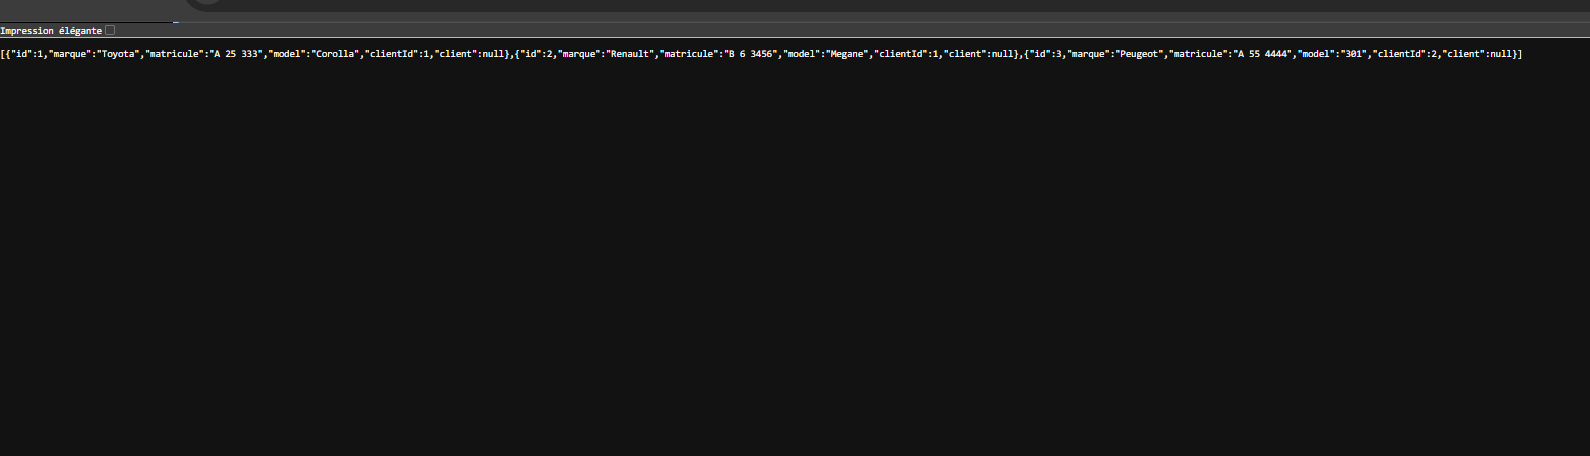 Impression élégante
[{"id":1,"marque":"Toyota","matricule":"A 25 333","model":"Corolla","clientId":1,"client":null},{"id":2,"marque":"Renault","matricule":"B 6 3456","model":"Megane","clientId":1,"client":null},{"id":3,"marque":"Peugeot","matricule":"A 55 4444","model":"301","clientId":2,"client":null}]